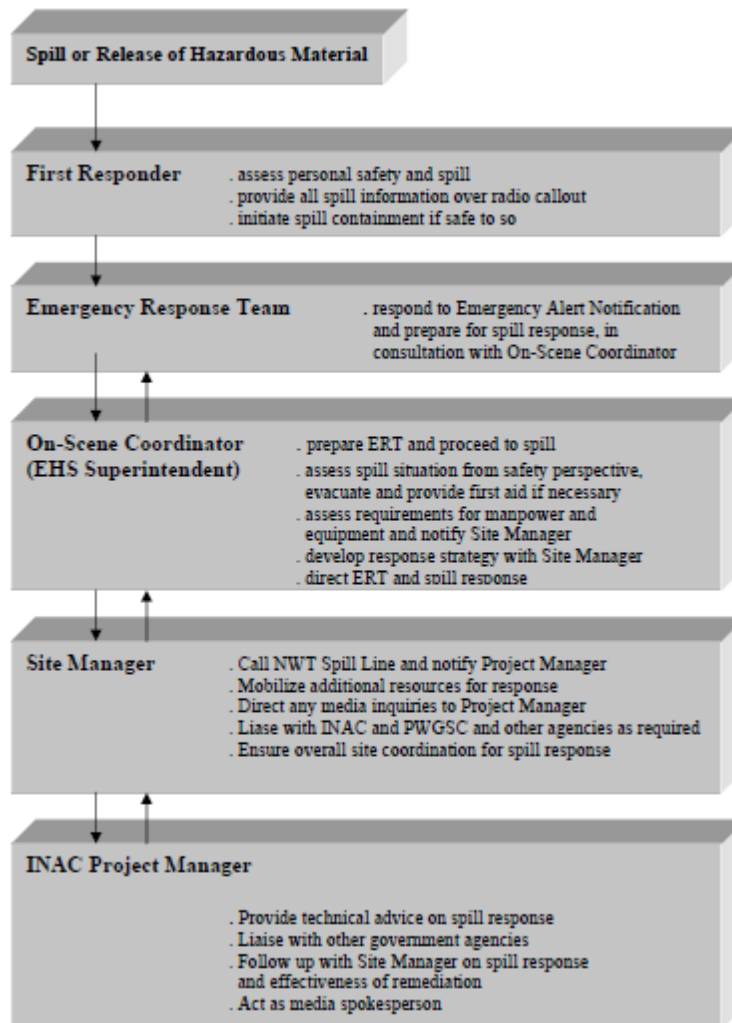 Spill or Release of Hazardous Material
First Responder
. assess personal safety and spill
. provide all spill information over radio callout
. initiate spill containment if safe to so
Emergency Response Team
. respond to Emergency Alert Notification
and prepare for spill response, in
consultation with On-Scene Coordinator
On-Scene Coordinator
(EHS Superintendent)
. prepare ERT and proceed to spill
. assess spill situation from safety perspective,
evacuate and provide first aid if necessary
. assess requirements for manpower and
equipment and notify Site Manager
. develop response strategy with Site Manager
. direct ERT and spill response
Site Manager
. Call NWT Spill Line and notify Project Manager
. Mobilize additional resources for response
. Direct any media inquiries to Project Manager
. Liase with INAC and PWGSC and other agencies as required
. Ensure overall site coordination for spill response
INAC Project Manager
. Provide technical advice on spill response
. Liaise with other government agencies
. Follow up with Site Manager on spill response
and effectiveness of remediation
. Act as media spokesperson